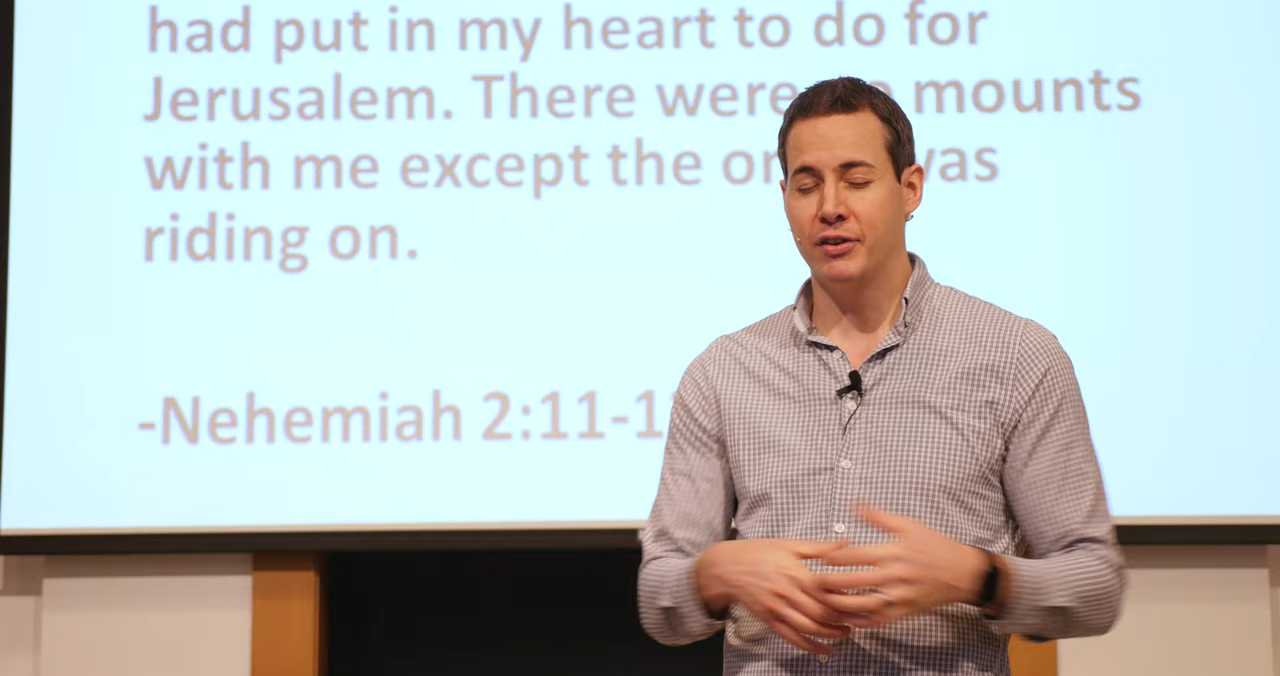 had put in my heart to do for
Jerusalem. There were mounts
with me except the was
riding on.
-Nehemiah 2:11-1